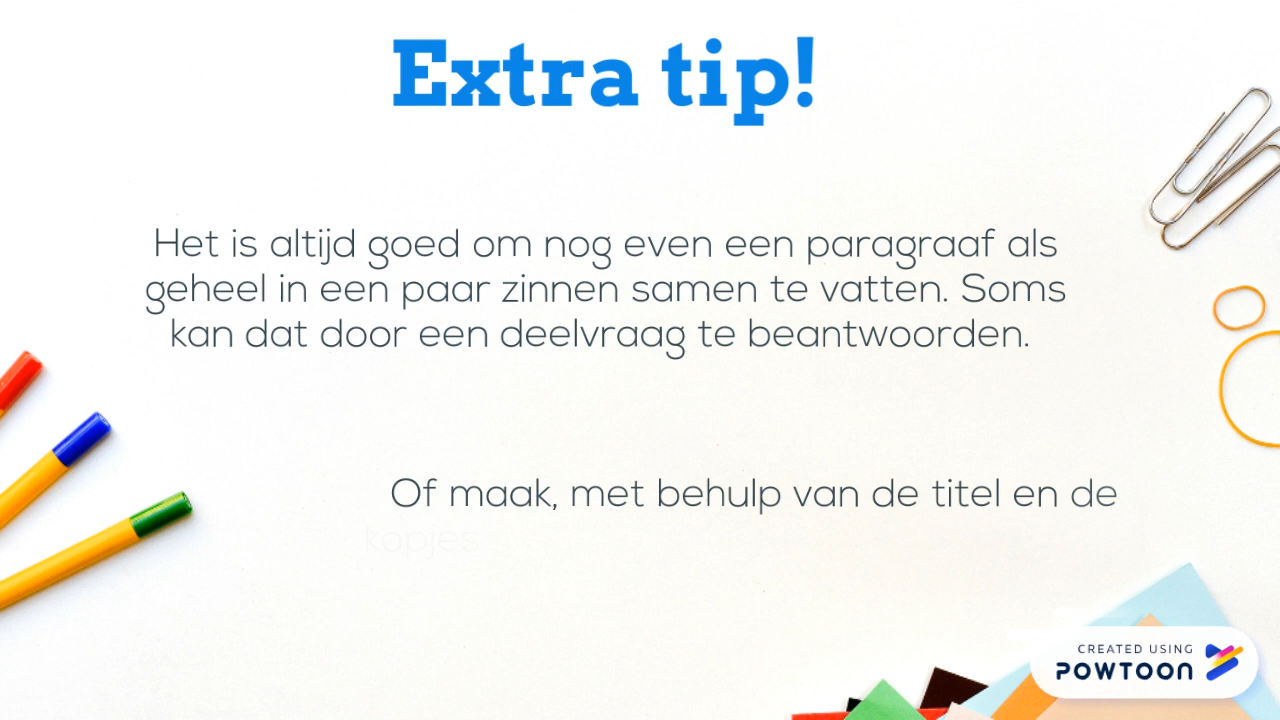 Extra tip!
Het is altijd goed om nog even een paragraaf als
geheel in een paar zinnen samen te vatten. Soms
kan dat door een deelvraag te beantwoorden.
Of maak, met behulp van de titel en de
kopjes
CREATED USING
POWTOON